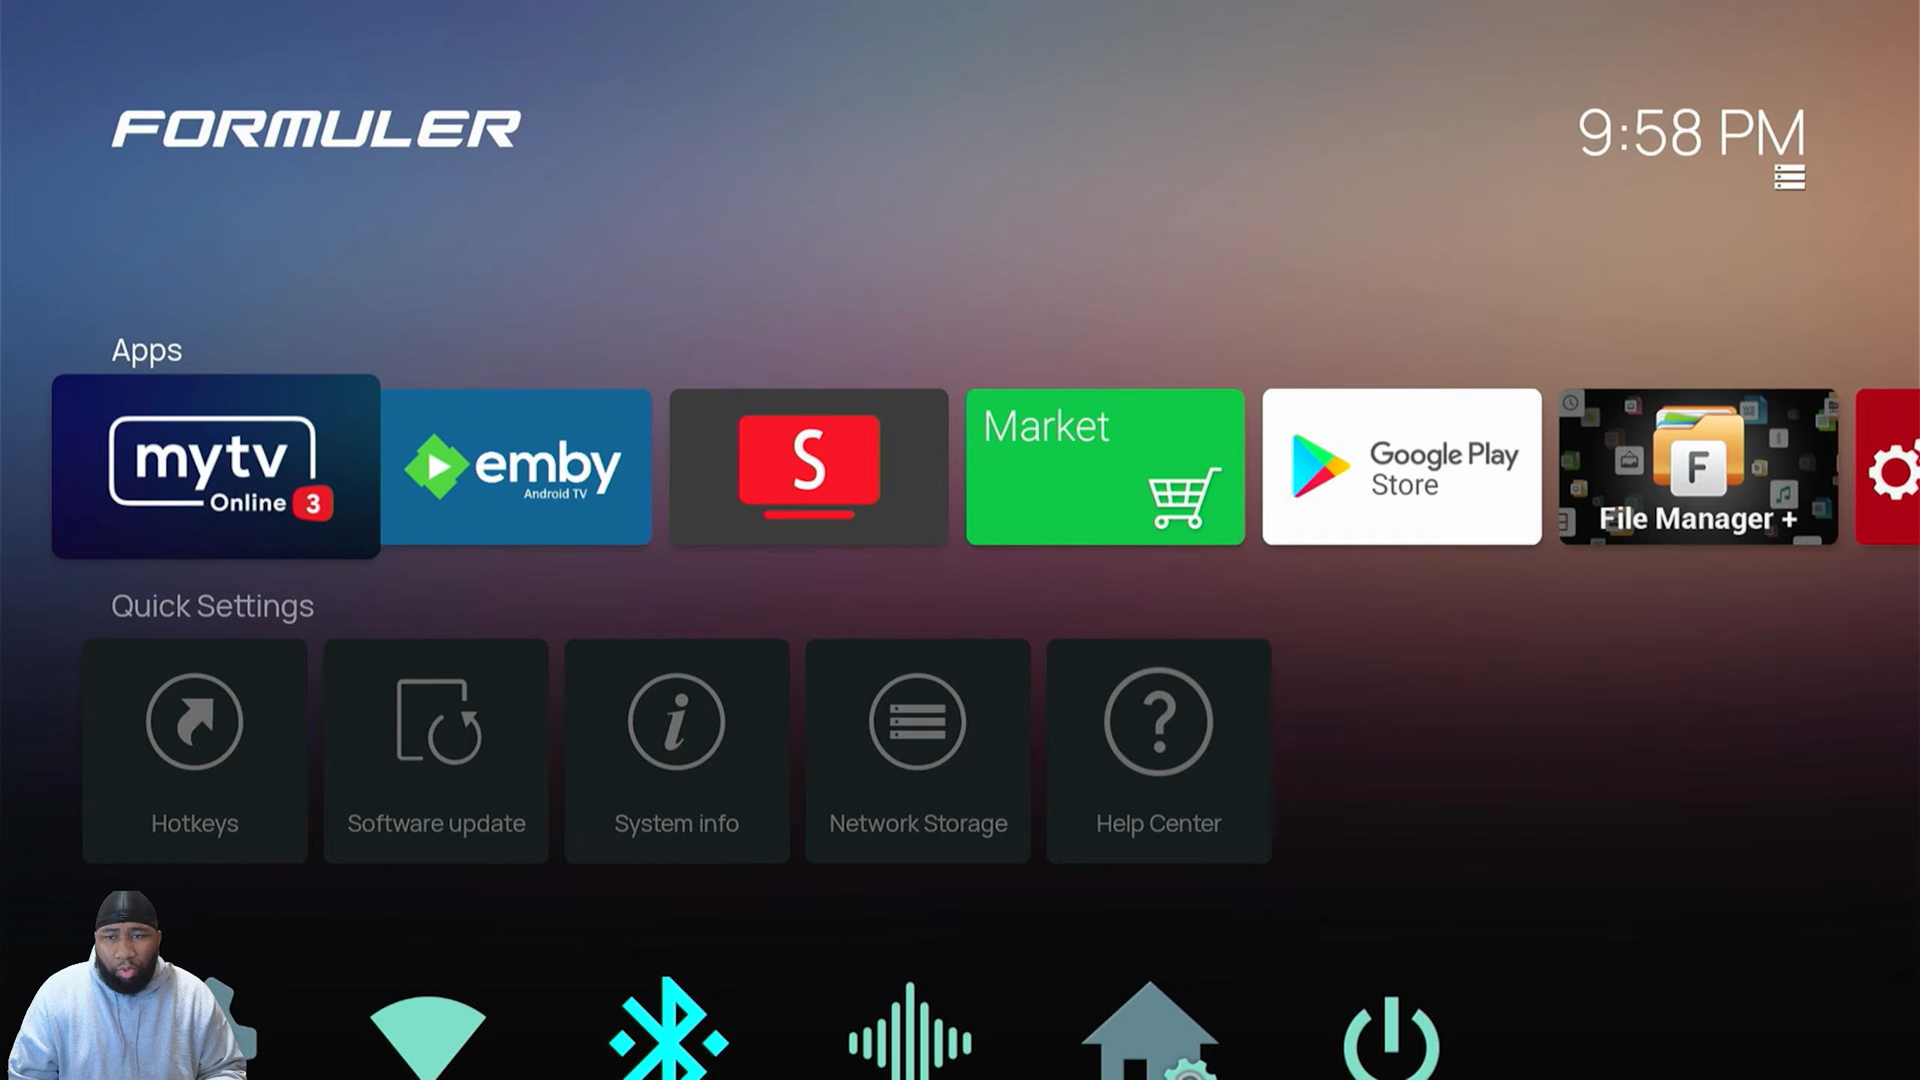 FORMULER
9:58 PM
Apps
mytv
Online 3
emby
Android TV
S
Market
Google Play
Store
F
File Manager +
Quick Settings
Hotkeys
Software update
i
System info
Network Storage
?
Help Center